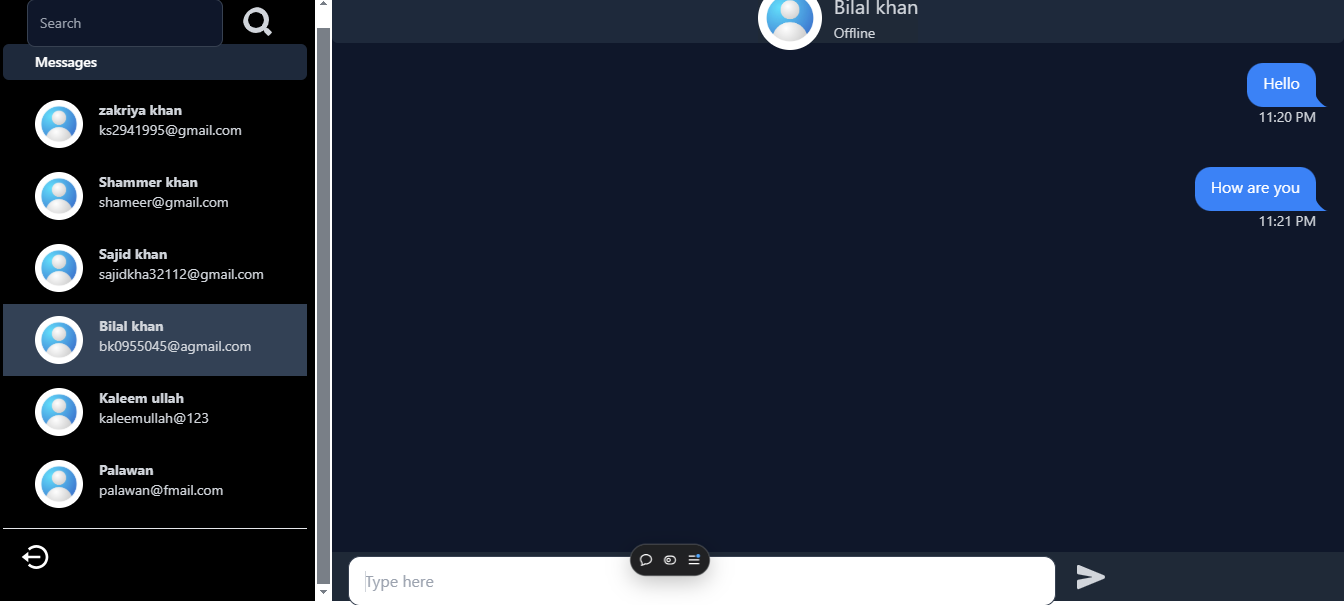 Search
Messages
zakriya khan
ks2941995@gmail.com
Shammer khan
shameer@gmail.com
Sajid khan
sajidkha32112@gmail.com
Bilal khan
bk0955045@agmail.com
Kaleem ullah
kaleemullah@123
Palawan
palawan@fmail.com
Bilal khan
Offline
Hello
11:20 PM
How are you
11:21 PM
Type here